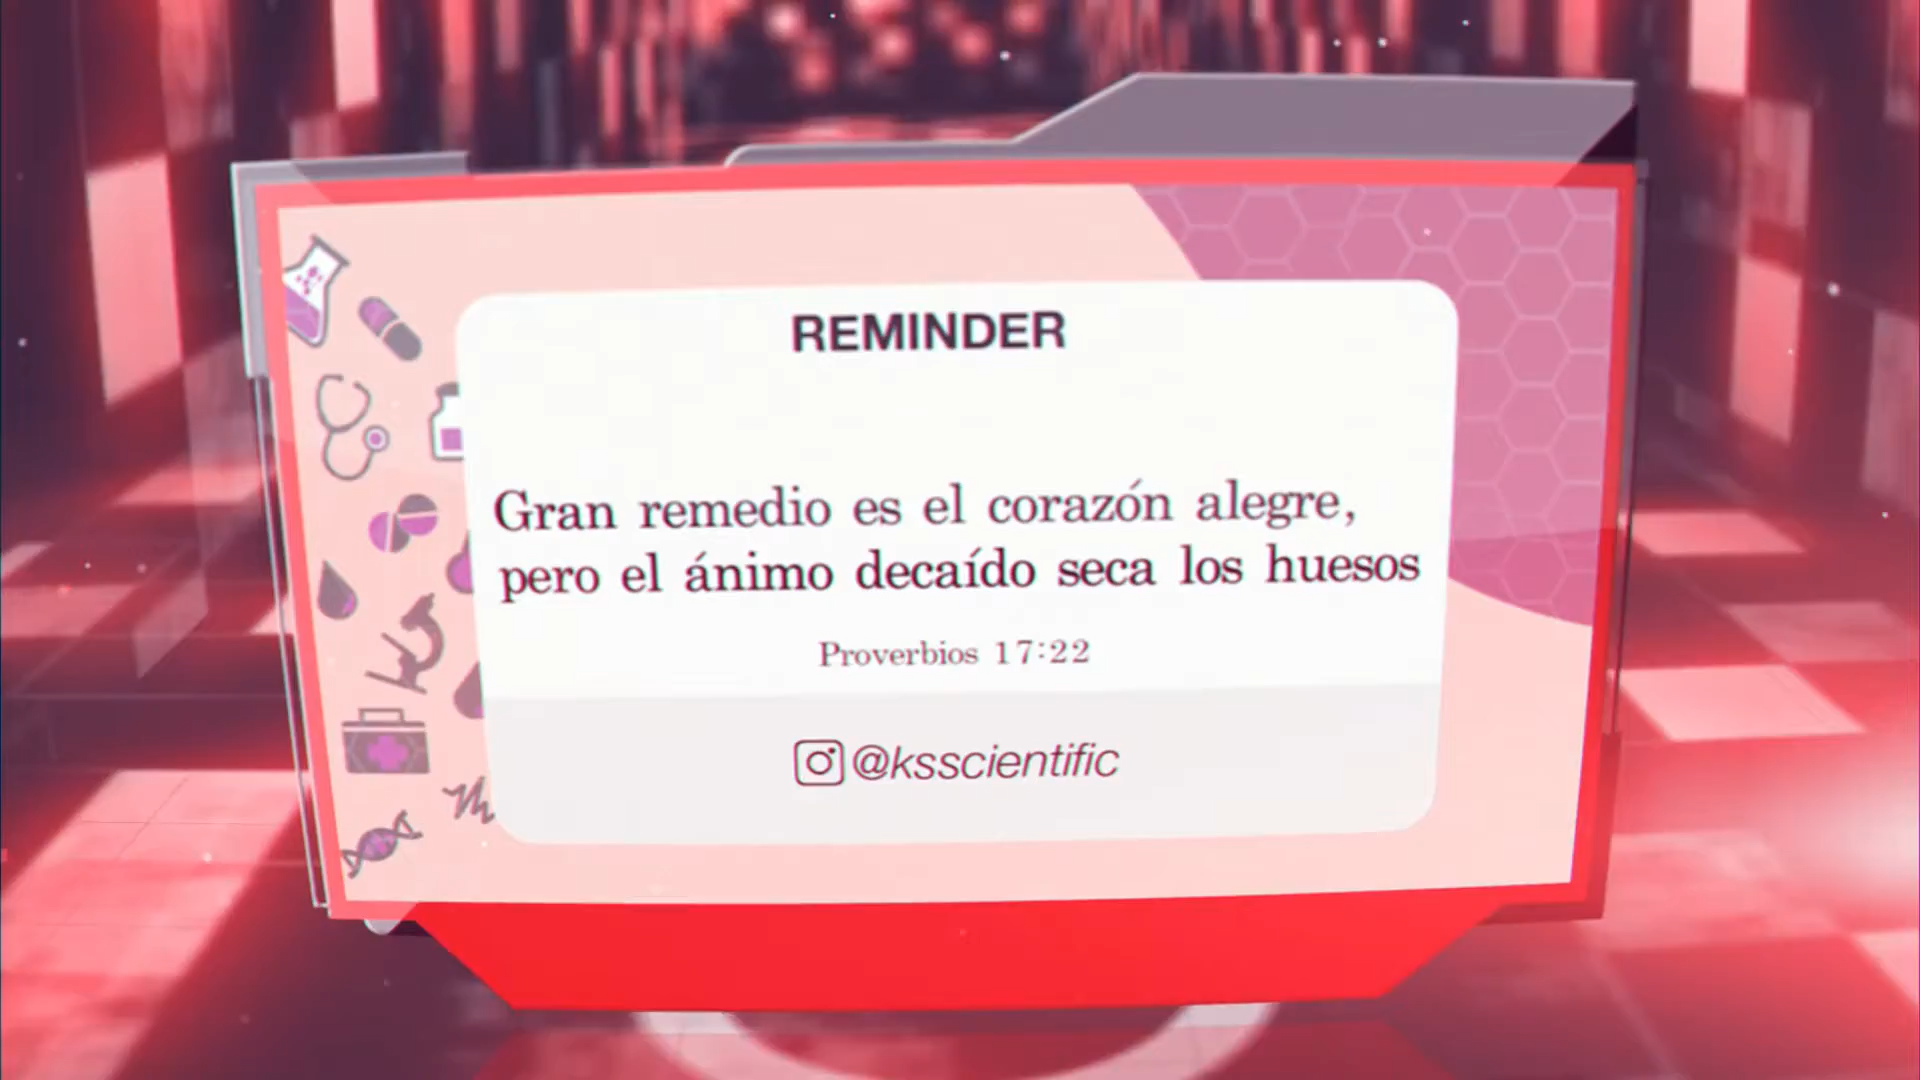 REMINDER
Gran remedio es el corazón alegre,
pero el ánimo decaído seca los huesos
Proverbios 17:22
@ksscientific